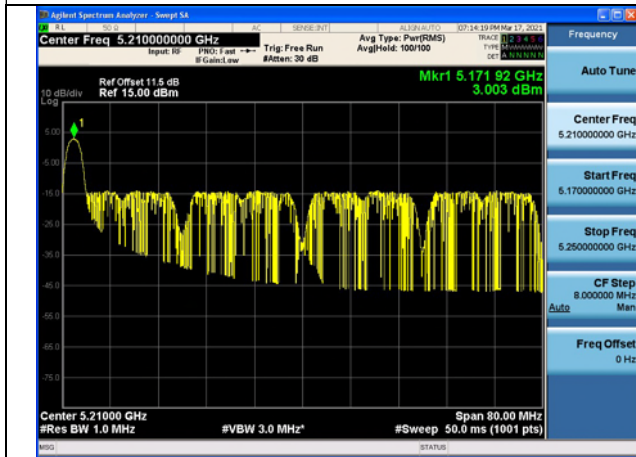 Agilent Spectrum Analyzer - Swept SA
RL 50 Ω AC SENSE:INT ALIGN AUTO 07:14:19 PM Mar 17, 2021
Center Freq 5.210000000 GHz
Input: RF PNO: Fast Trig: Free Run Avg Type: Pwr(RMS) TRACE 1 2 3 4 5 6
IFGain:Low #Atten: 30 dB Avg|Hold: 100/100 TYPE
DET A N N N N N
Ref Offset 11.5 dB
Mkr1 5.171 92 GHz
10 dB/div Ref 15.00 dBm
3.003 dBm
Log
1
5.00
-5.00
-15.0
-25.0
-35.0
-45.0
-55.0
-65.0
-75.0
Center 5.21000 GHz Span 80.00 MHz
#Res BW 1.0 MHz #VBW 3.0 MHz* #Sweep 50.0 ms (1001 pts)
MSG STATUS
Frequency
Auto Tune
Center Freq
5.210000000 GHz
Start Freq
5.170000000 GHz
Stop Freq
5.250000000 GHz
CF Step
8.000000 MHz
Auto Man
Freq Offset
0 Hz